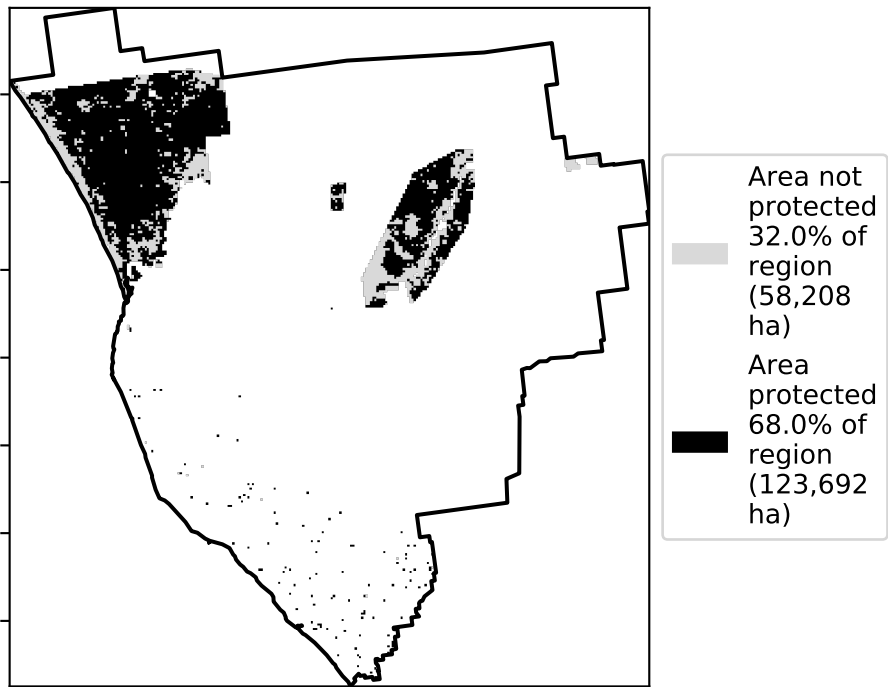 Area not
protected
32.0% of
region
(58,208
ha)
Area
protected
68.0% of
region
(123,692
ha)